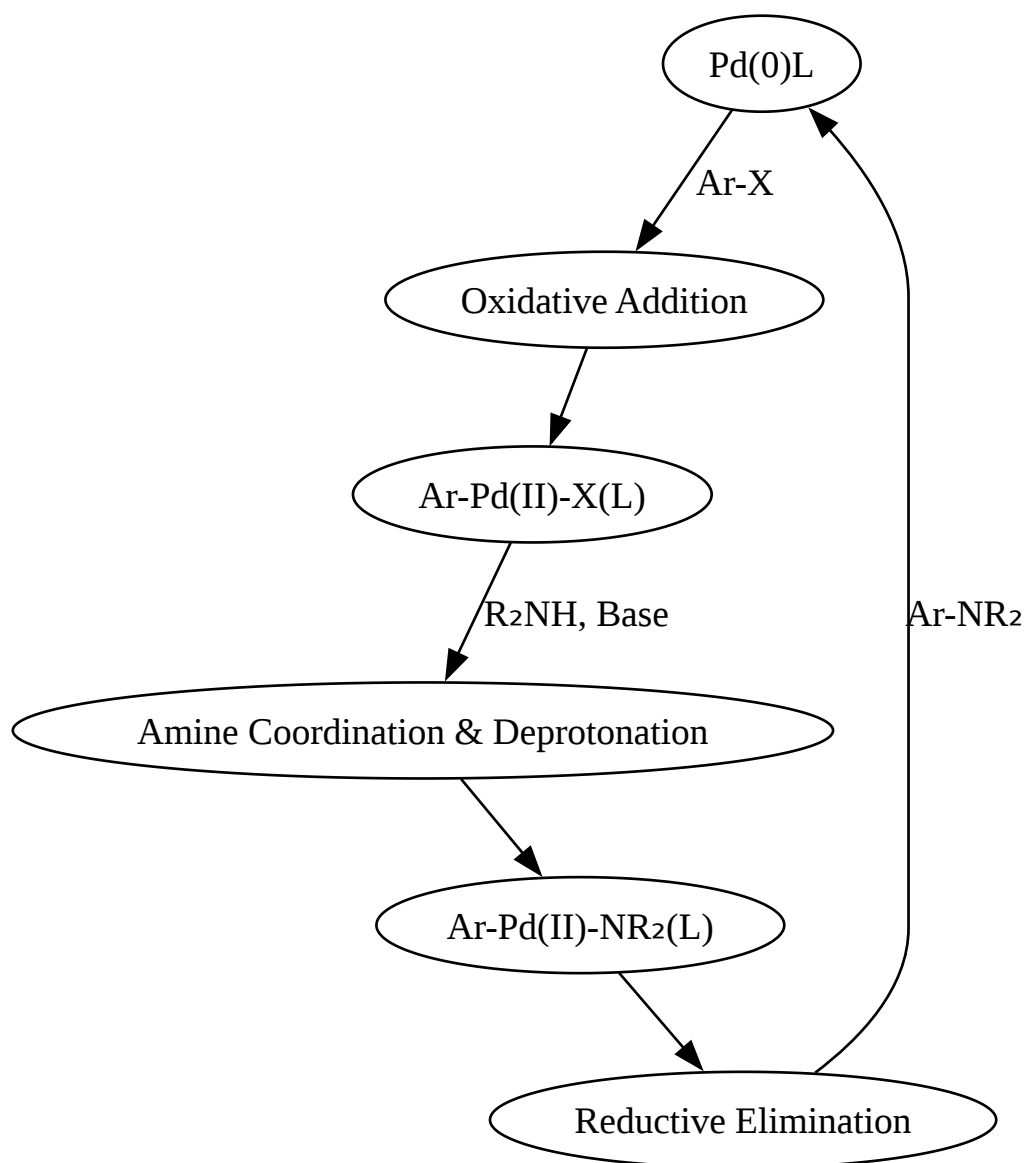 Pd(0)L
Ar-X
Oxidative Addition
Ar-Pd(II)-X(L)
R₂NH, Base
Ar-NR₂
Amine Coordination & Deprotonation
Ar-Pd(II)-NR₂(L)
Reductive Elimination